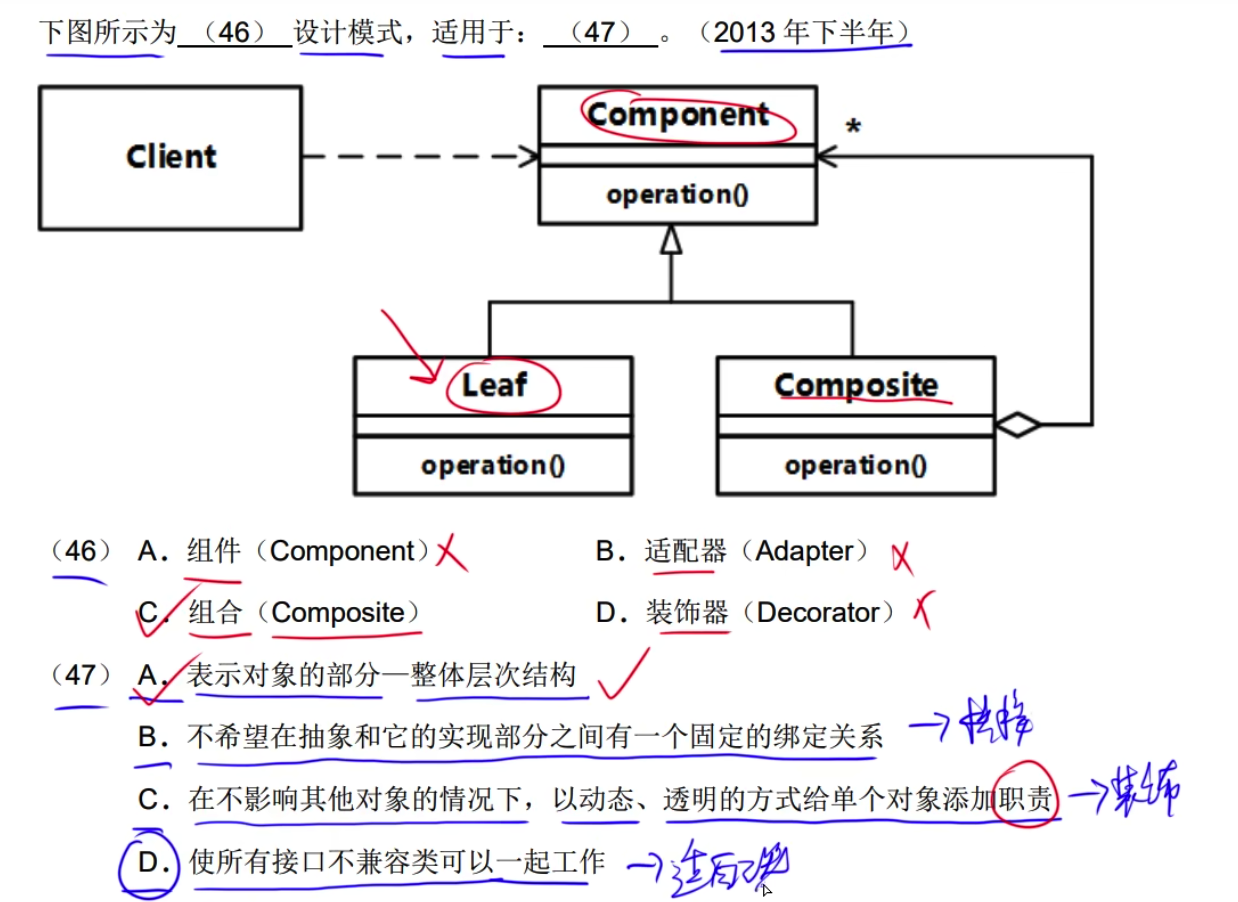 下图所示为 （46） 设计模式，适用于： （47） 。（2013 年下半年）
Client
Component
*
operation()
Leaf
Composite
operation()
operation()
（46） A．组件（Component） B．适配器（Adapter）
C．组合（Composite） D．装饰器（Decorator）
（47） A．表示对象的部分—整体层次结构
B．不希望在抽象和它的实现部分之间有一个固定的绑定关系 →桥接
C．在不影响其他对象的情况下，以动态、透明的方式给单个对象添加职责 →装饰
D．使所有接口不兼容类可以一起工作 →适配器